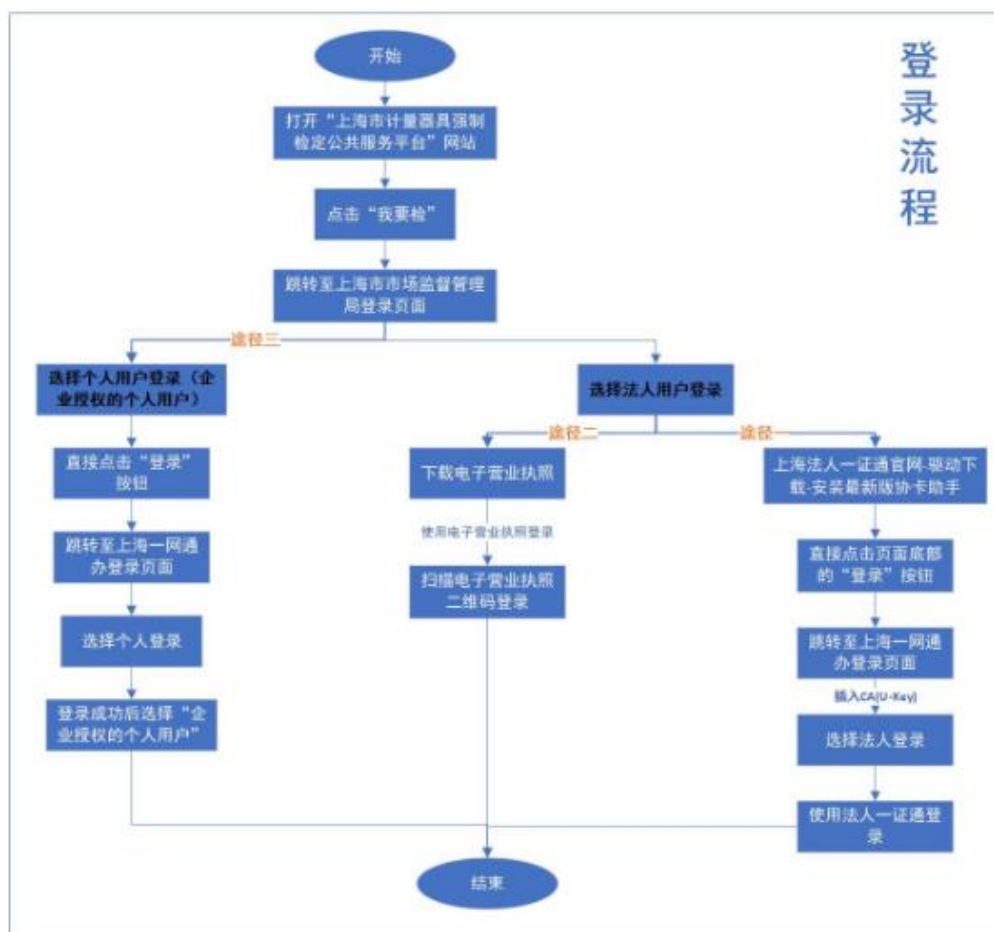 登录流程
开始
打开“上海市计量器具强制
检定公共服务平台”网站
点击“我要检”
跳转至上海市市场监督管理
局登录页面
途径三
选择个人用户登录（企
业授权的个人用户）
直接点击“登录”
按钮
跳转至上海一网通
办登录页面
选择个人登录
登录成功后选择“企
业授权的个人用户”
选择法人用户登录
途径二
下载电子营业执照
使用电子营业执照登录
扫描电子营业执照
二维码登录
途径一
上海法人一证通官网-驱动下
载-安装最新版协卡助手
直接点击页面底部
的“登录”按钮
跳转至上海一网通
办登录页面
插入CA(U-Key)
选择法人登录
使用法人一证通登
录
结束